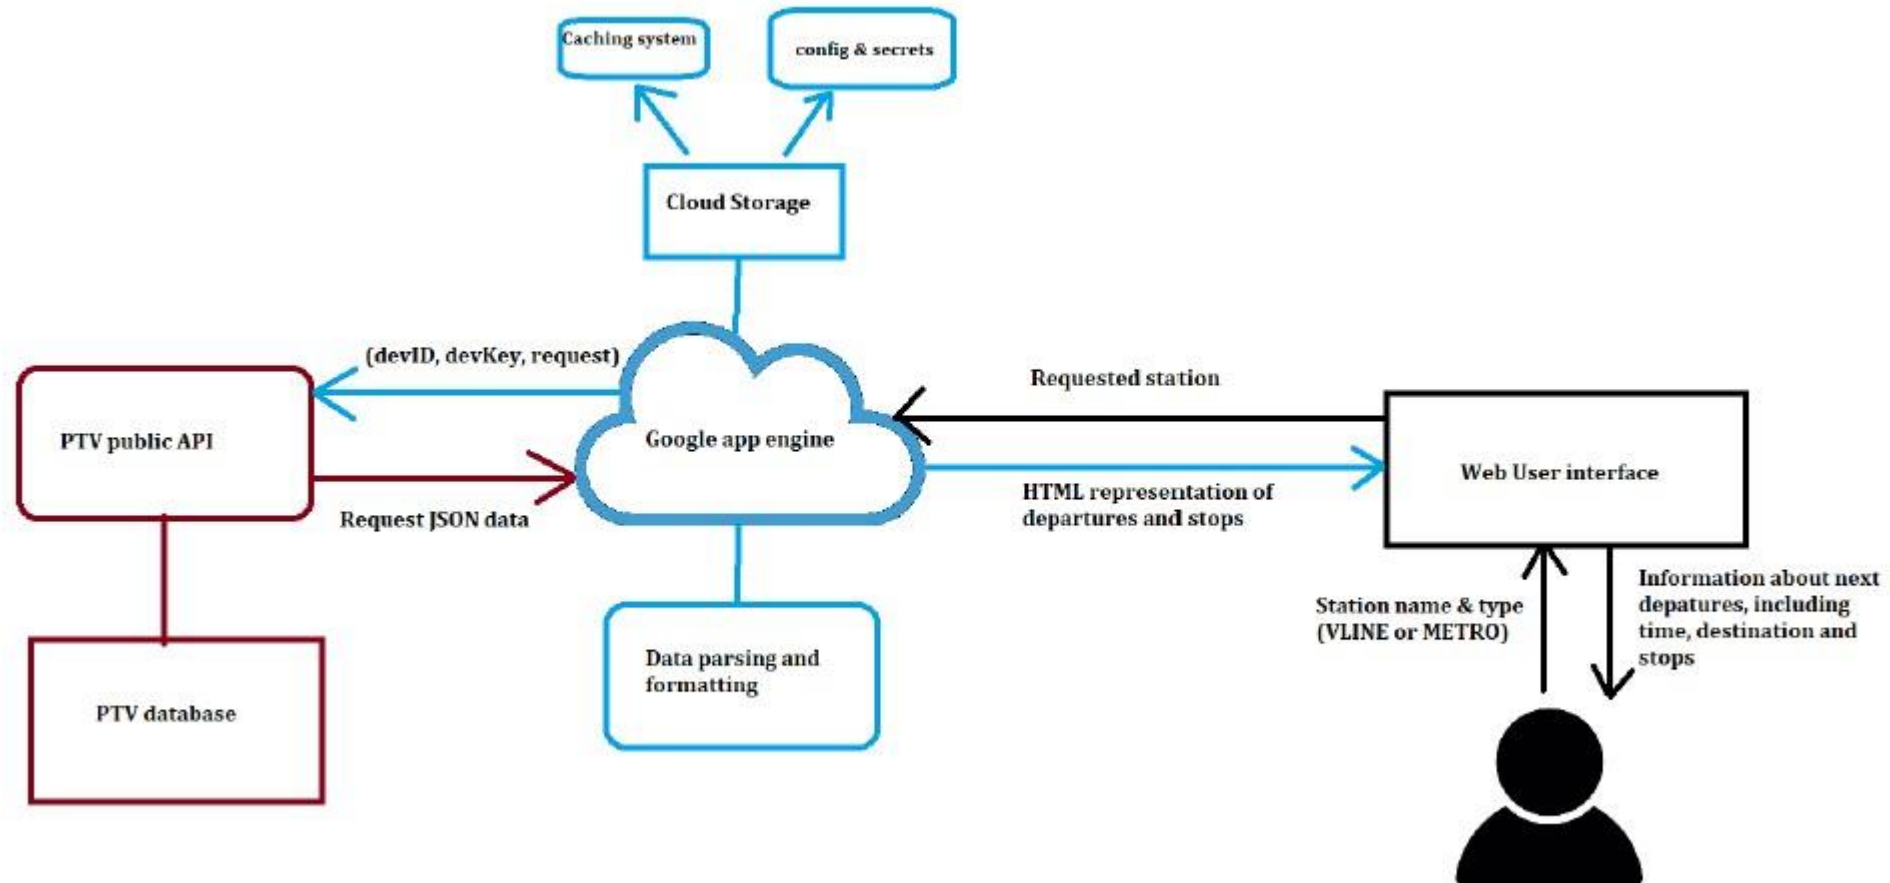 Caching system
config & secrets
Cloud Storage
(devID, devKey, request)
PTV public API
Google app engine
Requested station
Web User interface
Request JSON data
HTML representation of
departures and stops
Station name & type
(VLINE or METRO)
Information about next
depatures, including
time, destination and
stops
Data parsing and
formatting
PTV database